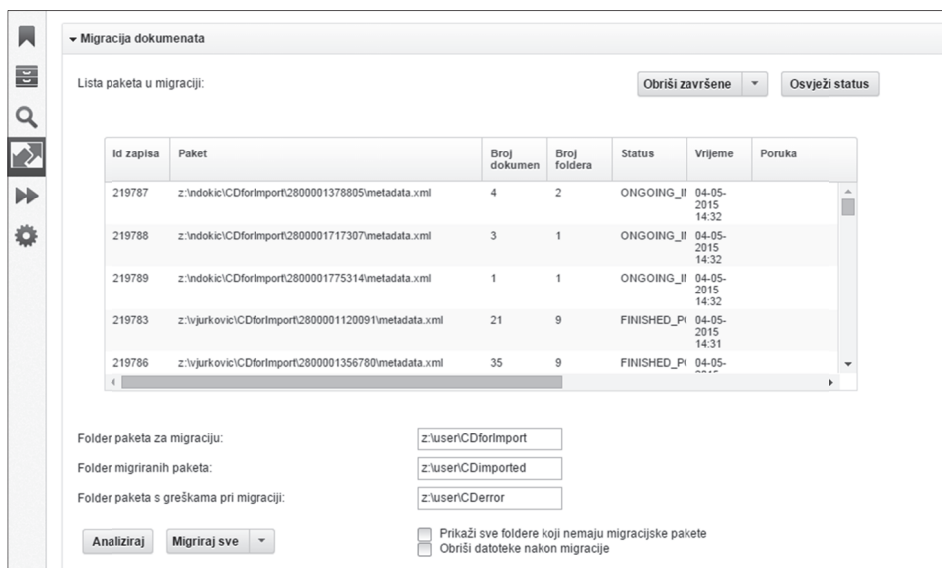 Migracija dokumenata
Lista paketa u migraciji:
Obriši završene
Osvježi status
Id zapisa Paket Broj dokumen Broj foldera Status Vrijeme Poruka
219787 z:\ndokic\CDforImport\2800001378805\metadata.xml 4 2 ONGOING_II 04-05-2015 14:32
219788 z:\ndokic\CDforImport\2800001717307\metadata.xml 3 1 ONGOING_II 04-05-2015 14:32
219789 z:\ndokic\CDforImport\2800001775314\metadata.xml 1 1 ONGOING_II 04-05-2015 14:32
219783 z:\vjurkovic\CDforImport\2800001120091\metadata.xml 21 9 FINISHED_P 04-05-2015 14:31
219786 z:\vjurkovic\CDforImport\2800001356780\metadata.xml 35 9 FINISHED_P 04-05-
Folder paketa za migraciju: z:\user\CDforImport
Folder migriranih paketa: z:\user\CDimported
Folder paketa s greškama pri migraciji: z:\user\CDerror
Analiziraj
Migriraj sve
Prikaži sve foldere koji nemaju migracijske pakete
Obriši datoteke nakon migracije